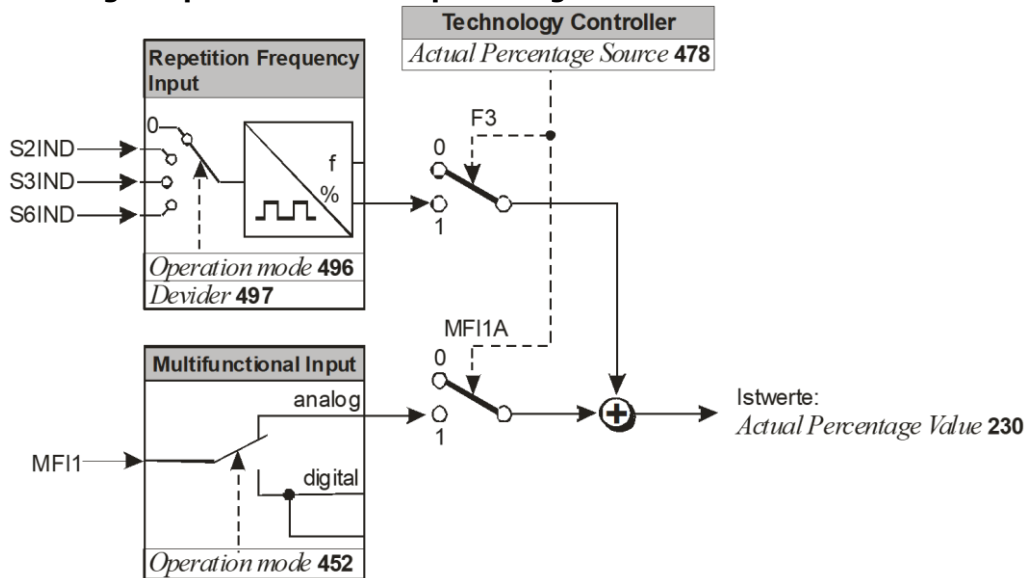 Technology Controller
Actual Percentage Source 478
Repetition Frequency
Input
F3
0
0
S2IND
f
S3IND
%
S6IND
1
Operation mode 496
Devider 497
MFI1A
Multifunctional Input
0
analog
Istwerte:
1
Actual Percentage Value 230
MFI1
digital
Operation mode 452